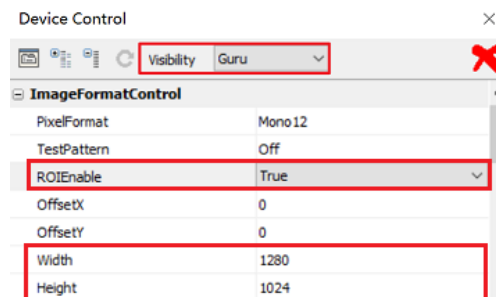 Device Control
Visibility Guru
ImageFormatControl
PixelFormat Mono12
TestPattern Off
ROIEnable True
OffsetX 0
OffsetY 0
Width 1280
Height 1024